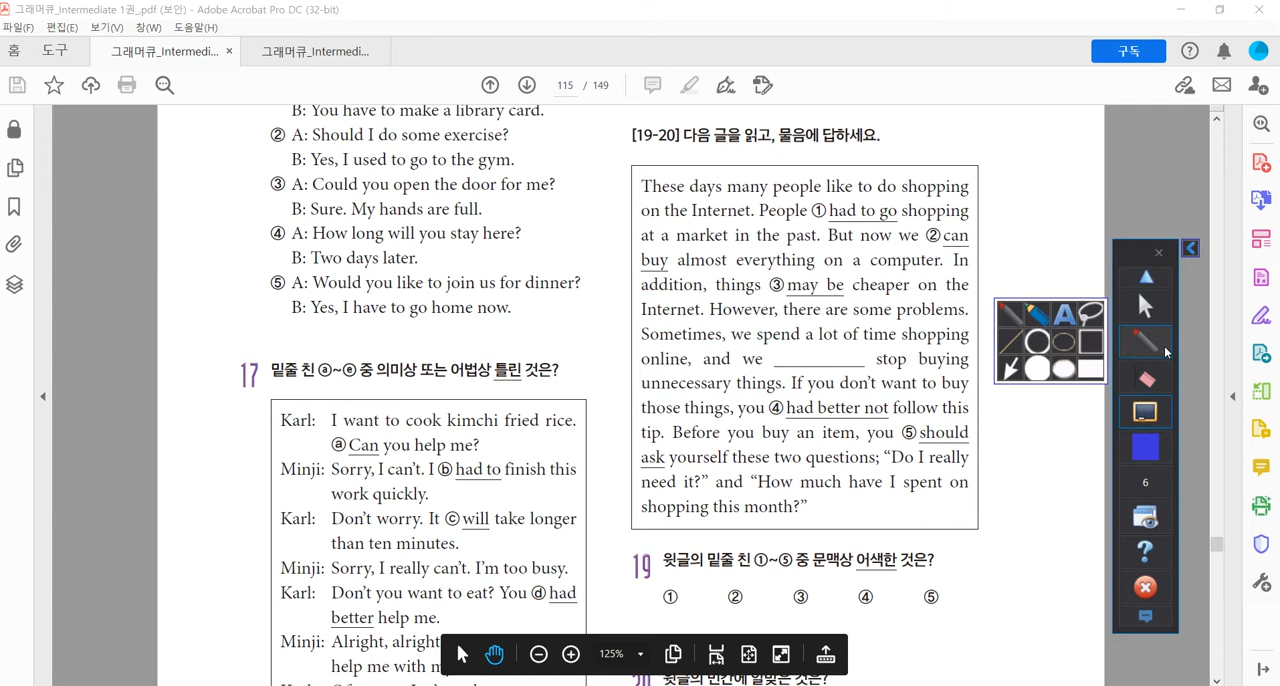 그래머큐_Intermediate 1권_.pdf (보안) - Adobe Acrobat Pro DC (32-bit)
파일(F) 편집(E) 보기(V) 창(W) 도움말(H)
홈 도구 그래머큐_Intermedi... × 그래머큐_Intermedi... 구독
115 / 149
B: You have to make a library card.
② A: Should I do some exercise?
B: Yes, I used to go to the gym.
③ A: Could you open the door for me?
B: Sure. My hands are full.
④ A: How long will you stay here?
B: Two days later.
⑤ A: Would you like to join us for dinner?
B: Yes, I have to go home now.
17 밑줄 친 ⓐ~ⓔ 중 의미상 또는 어법상 틀린 것은?
Karl: I want to cook kimchi fried rice.
ⓐ Can you help me?
Minji: Sorry, I can't. I ⓑ had to finish this
work quickly.
Karl: Don't worry. It ⓒ will take longer
than ten minutes.
Minji: Sorry, I really can't. I'm too busy.
Karl: Don't you want to eat? You ⓓ had
better help me.
Minji: Alright, alright
help me with
[19-20] 다음 글을 읽고, 물음에 답하세요.
These days many people like to do shopping
on the Internet. People ① had to go shopping
at a market in the past. But now we ② can
buy almost everything on a computer. In
addition, things ③ may be cheaper on the
Internet. However, there are some problems.
Sometimes, we spend a lot of time shopping
online, and we ____________ stop buying
unnecessary things. If you don't want to buy
those things, you ④ had better not follow this
tip. Before you buy an item, you ⑤ should
ask yourself these two questions; “Do I really
need it?” and “How much have I spent on
shopping this month?”
19 윗글의 밑줄 친 ①~⑤ 중 문맥상 어색한 것은?
① ② ③ ④ ⑤
윗글의 빈칸에 알맞은 것은?
6
125%